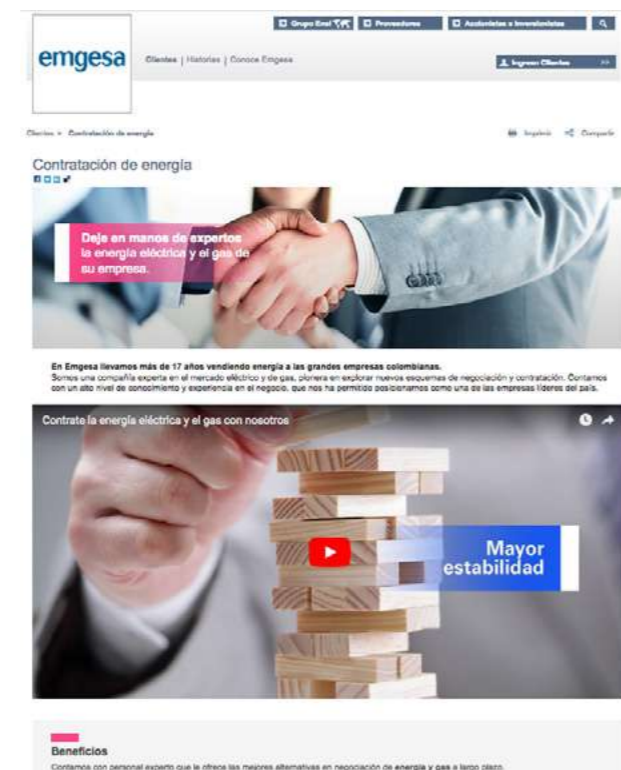 Grupo Enel
Proveedores
Accionistas e Inversionistas
emgesa
Clientes | Historias | Conoce Emgesa
Ingreso Clientes >>
Clientes > Contratación de energía
Imprimir
Compartir
Contratación de energía
Deje en manos de expertos
la energía eléctrica y el gas de
su empresa.
En Emgesa llevamos más de 17 años vendiendo energía a las grandes empresas colombianas.
Somos una compañía experta en el mercado eléctrico y de gas, pionera en explorar nuevos esquemas de negociación y contratación. Contamos
con un alto nivel de conocimiento y experiencia en el negocio, que nos ha permitido posicionarnos como una de las empresas líderes del país.
Contrate la energía eléctrica y el gas con nosotros
Mayor
estabilidad
Beneficios
Contamos con personal experto que le ofrece las mejores alternativas en negociación de energía y gas a largo plazo.